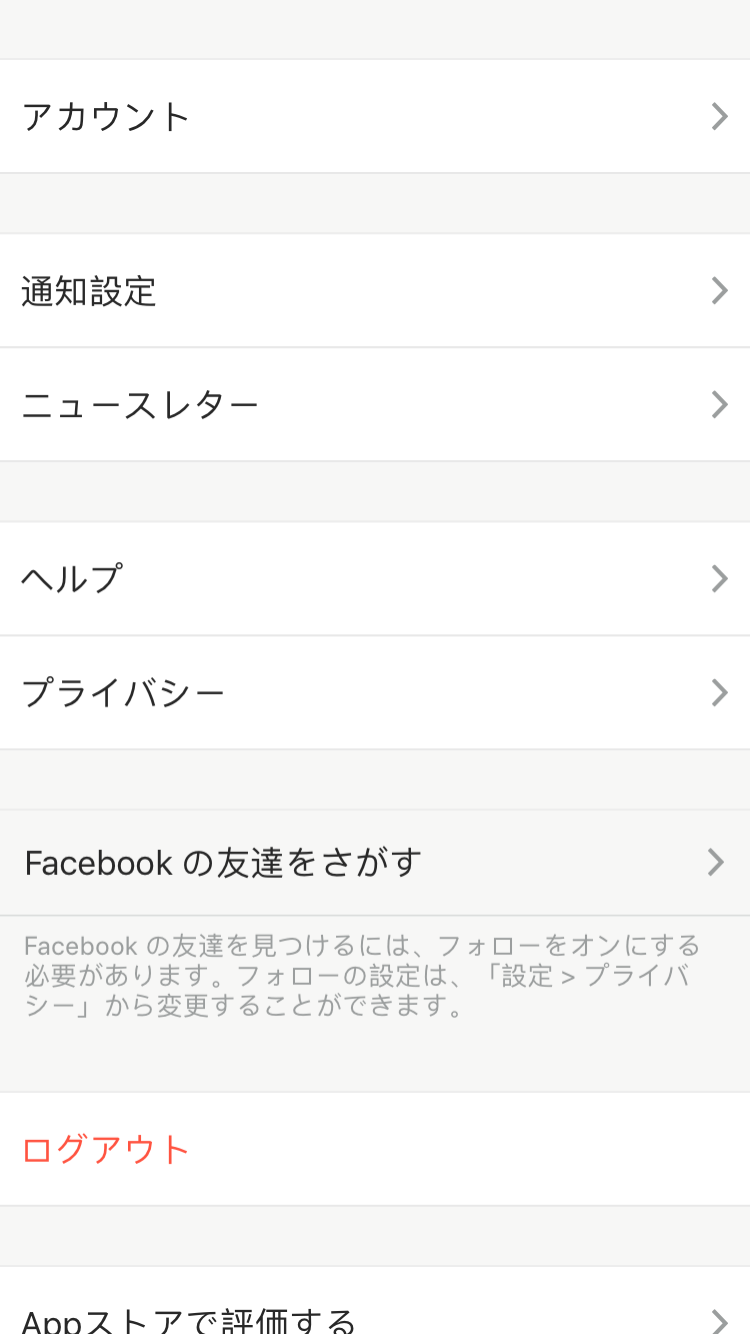 アカウント
通知設定
ニュースレター
ヘルプ
プライバシー
Facebook の友達をさがす
Facebook の友達を見つけるには、フォローをオンにする
必要があります。フォローの設定は、「設定 > プライバ
シー」から変更することができます。
ログアウト
Appストアで評価する